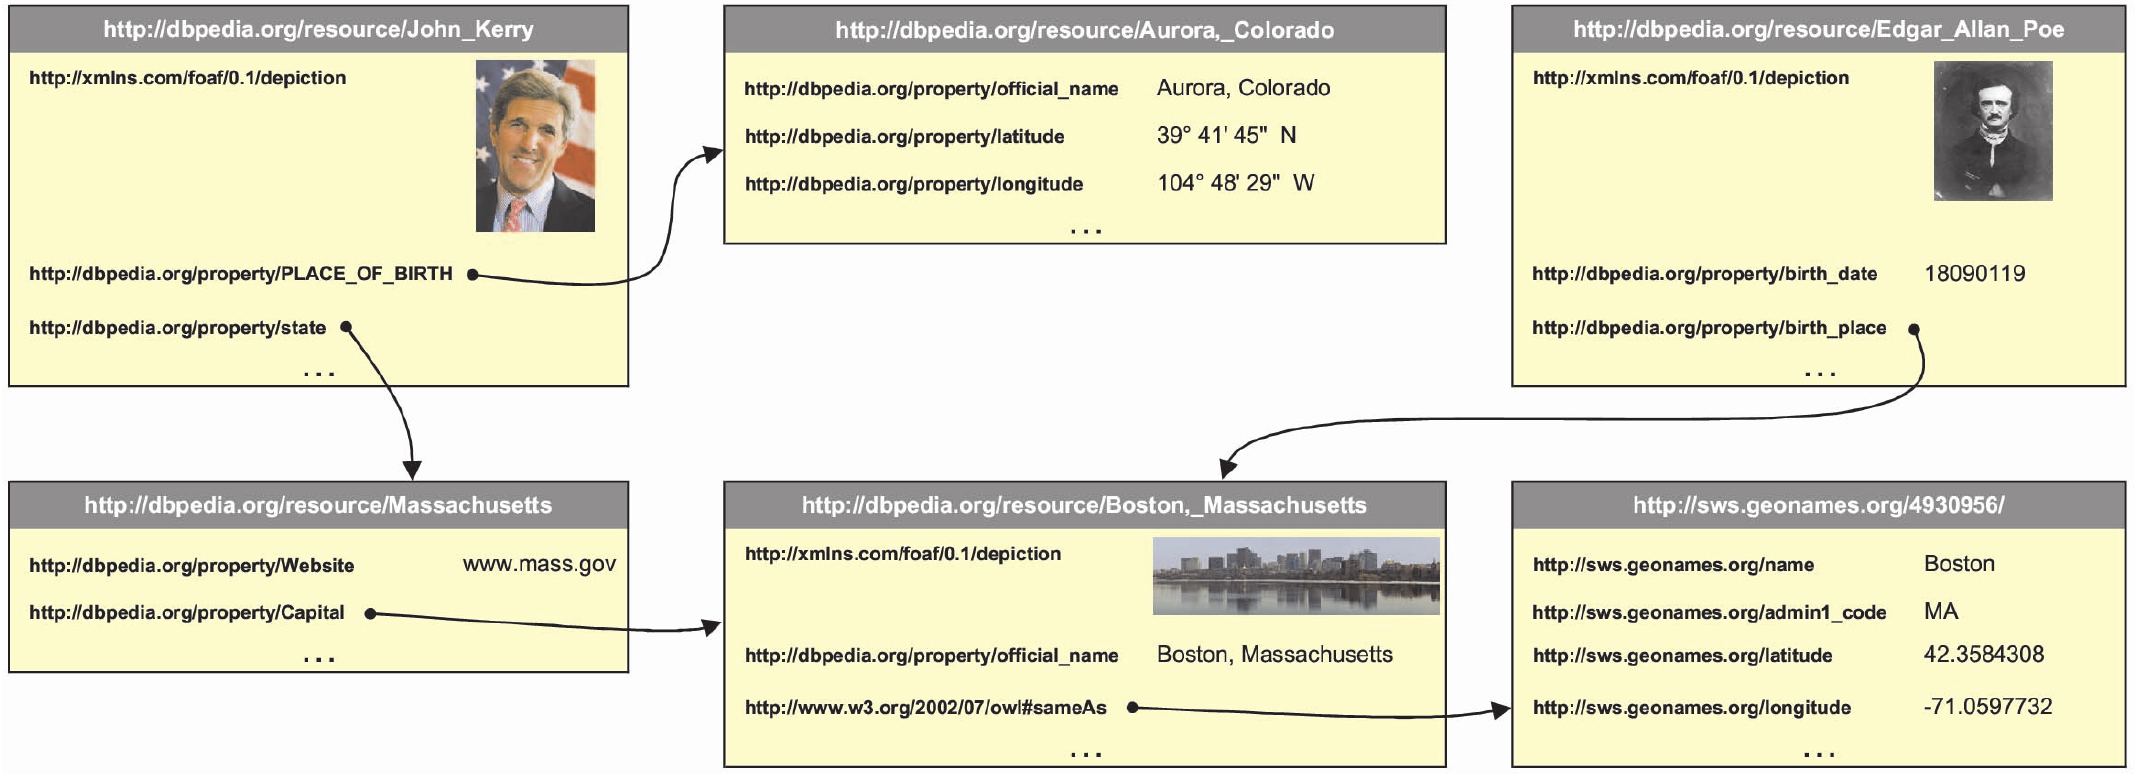 http://dbpedia.org/resource/John_Kerry
http://xmlns.com/foaf/0.1/depiction
http://dbpedia.org/property/PLACE_OF_BIRTH
http://dbpedia.org/property/state
...
http://dbpedia.org/resource/Aurora,_Colorado
http://dbpedia.org/property/official_name Aurora, Colorado
http://dbpedia.org/property/latitude 39° 41' 45" N
http://dbpedia.org/property/longitude 104° 48' 29" W
...
http://dbpedia.org/resource/Edgar_Allan_Poe
http://xmlns.com/foaf/0.1/depiction
http://dbpedia.org/property/birth_date 18090119
http://dbpedia.org/property/birth_place
...
http://dbpedia.org/resource/Massachusetts
http://dbpedia.org/property/Website www.mass.gov
http://dbpedia.org/property/Capital
...
http://dbpedia.org/resource/Boston,_Massachusetts
http://xmlns.com/foaf/0.1/depiction
http://dbpedia.org/property/official_name Boston, Massachusetts
http://www.w3.org/2002/07/owl#sameAs
...
http://sws.geonames.org/4930956/
http://sws.geonames.org/name Boston
http://sws.geonames.org/admin1_code MA
http://sws.geonames.org/latitude 42.3584308
http://sws.geonames.org/longitude -71.0597732
...